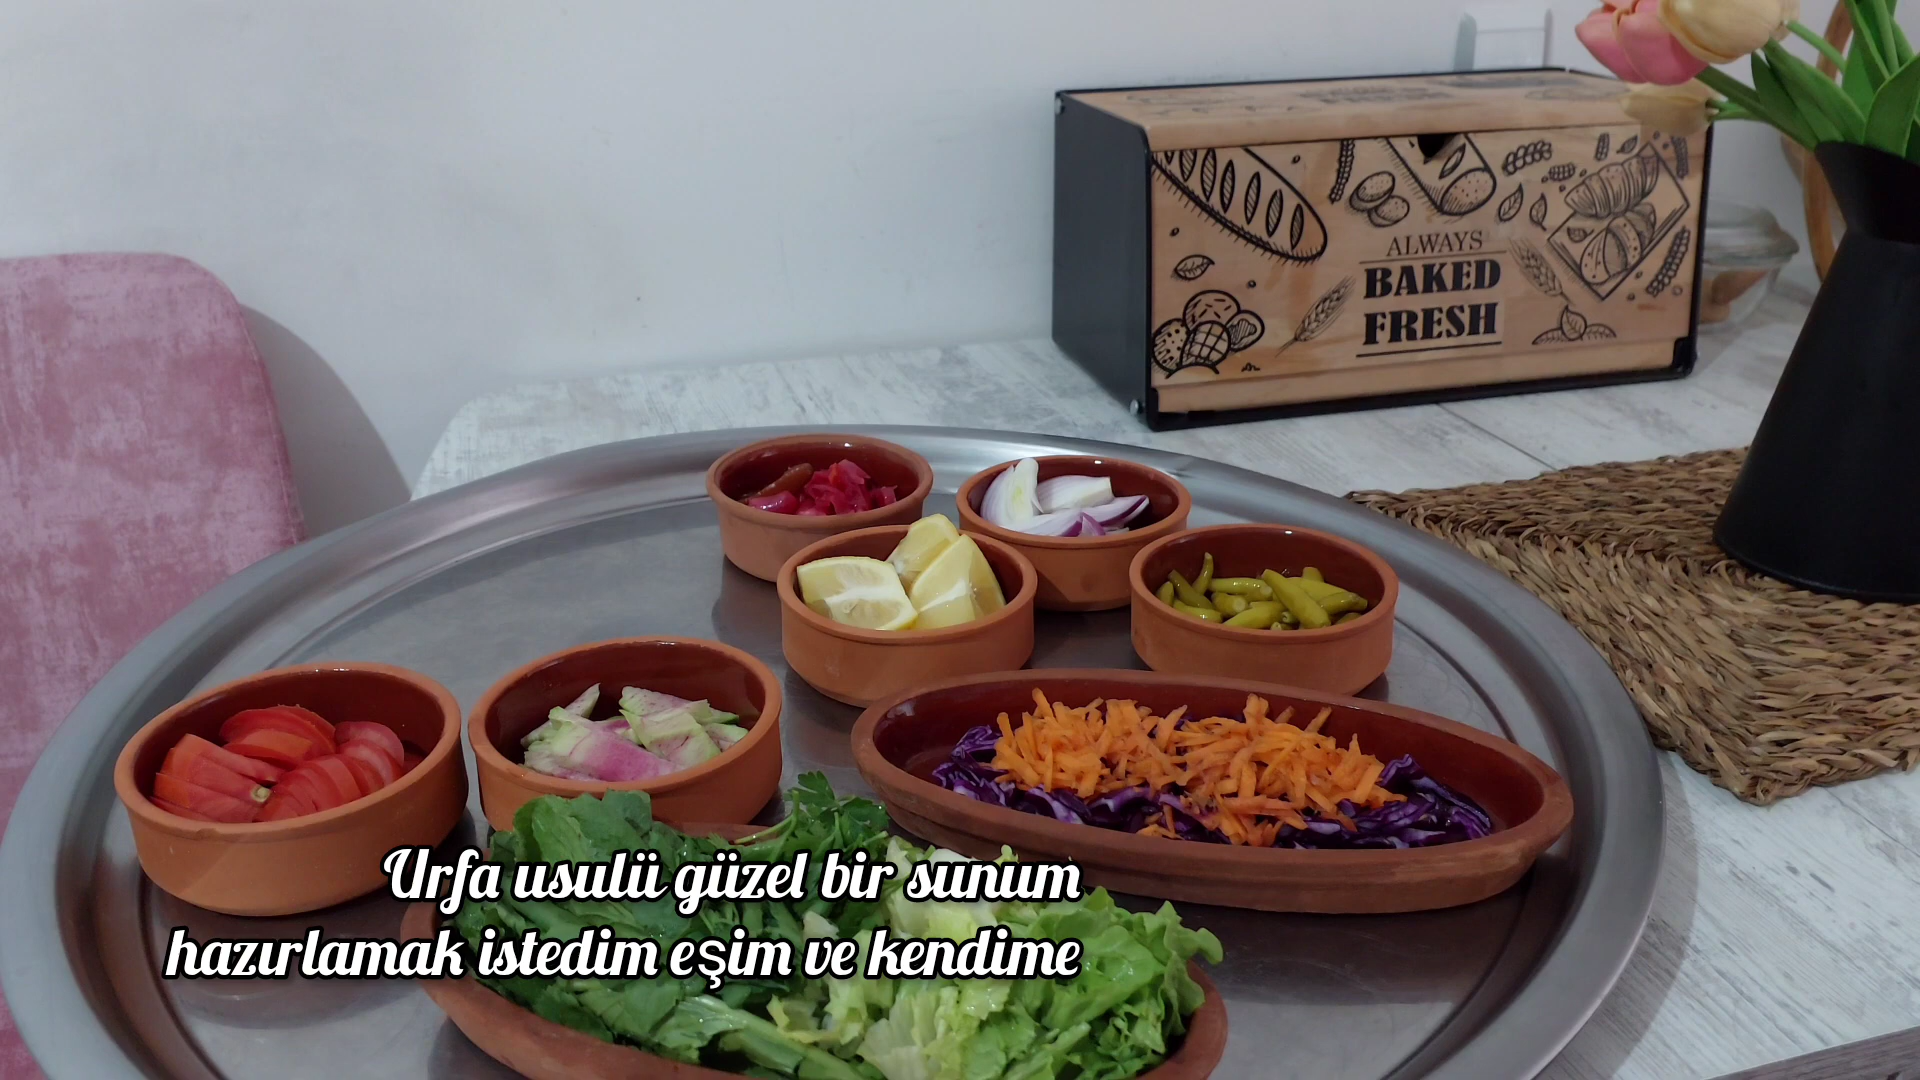 ALWAYS
BAKED
FRESH
Urfa usulü güzel bir sunum
hazırlamak istedim eşim ve kendime